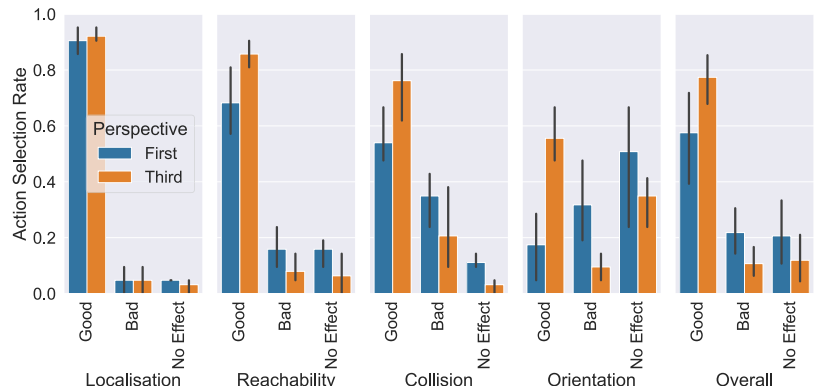 Action Selection Rate
1.0
0.8
0.6
0.4
0.2
0.0
Perspective
First
Third
Good Bad No Effect
Localisation
Good Bad No Effect
Reachability
Good Bad No Effect
Collision
Good Bad No Effect
Orientation
Good Bad No Effect
Overall